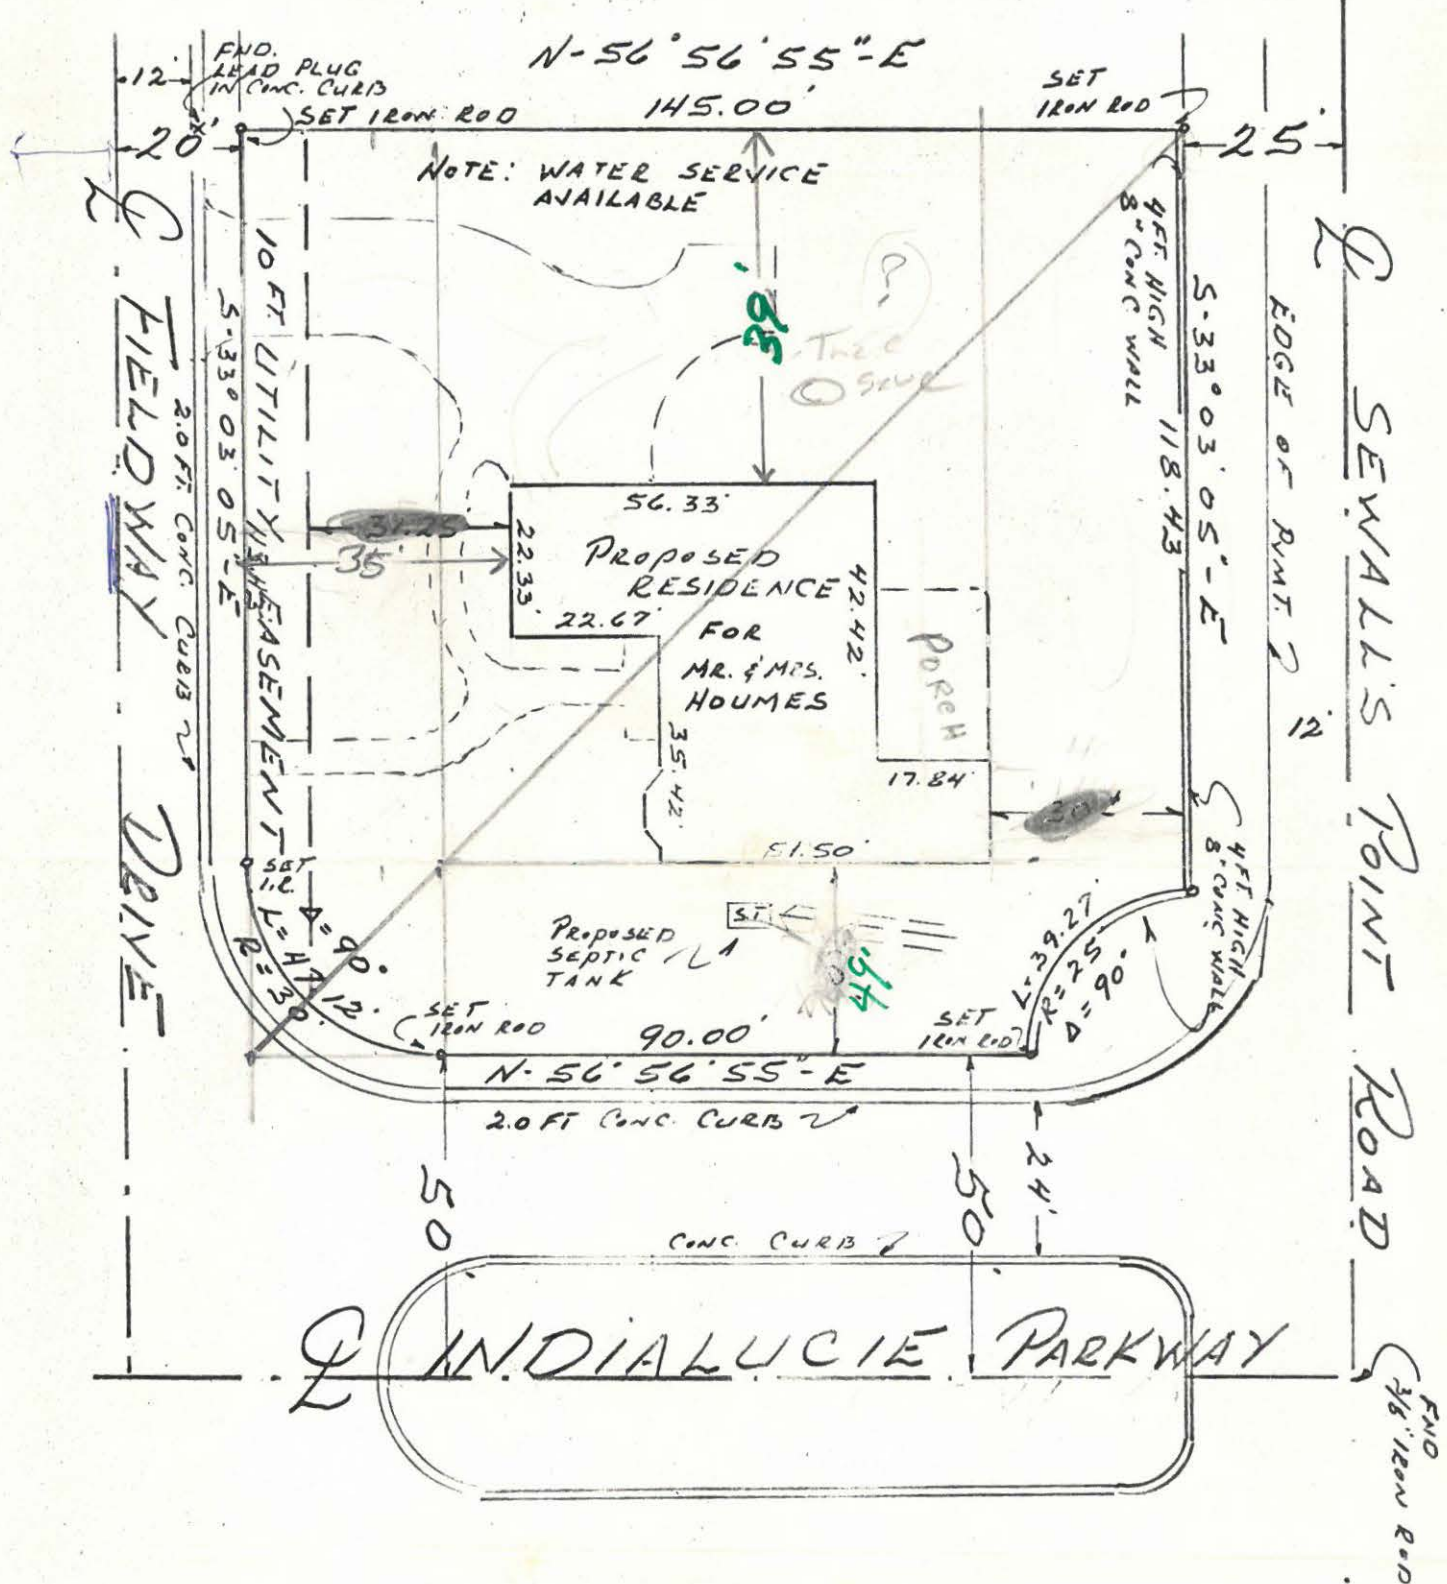 N-56°56'55"-E
145.00'
FND.
LEAD PLUG
IN CONC. CURB
12'
20'
SET IRON ROD
SET
IRON ROD
25'
NOTE: WATER SERVICE
AVAILABLE
39'
4 FT. HIGH
8" CONC WALL
S-33°03'05"-E
118.43
EDGE OF PVMT.
℄ SEWALL'S POINT ROAD
℄ FIELDWAY DRIVE
2.0 FT. CONC. CURB
S-33°03'05"-E
10 FT. UTILITY EASEMENT
31.25
35'
56.33'
22.33'
22.67'
PROPOSED
RESIDENCE
FOR
MR. & MRS.
HOUMES
42.42'
35.42'
PORCH
17.84'
30'
12'
51.50'
SET
I.R.
Δ=90°
PROPOSED
SEPTIC
TANK
S.T.
49'
L=39.27'
R=25'
Δ=90°
4 FT. HIGH
8" CONC WALL
SET
IRON ROD
90.00'
SET
IRON ROD
N-56°56'55"-E
2.0 FT CONC. CURB
50
50'
24'
CONC. CURB
℄ INDIALUCIE PARKWAY
FND
IRON ROD